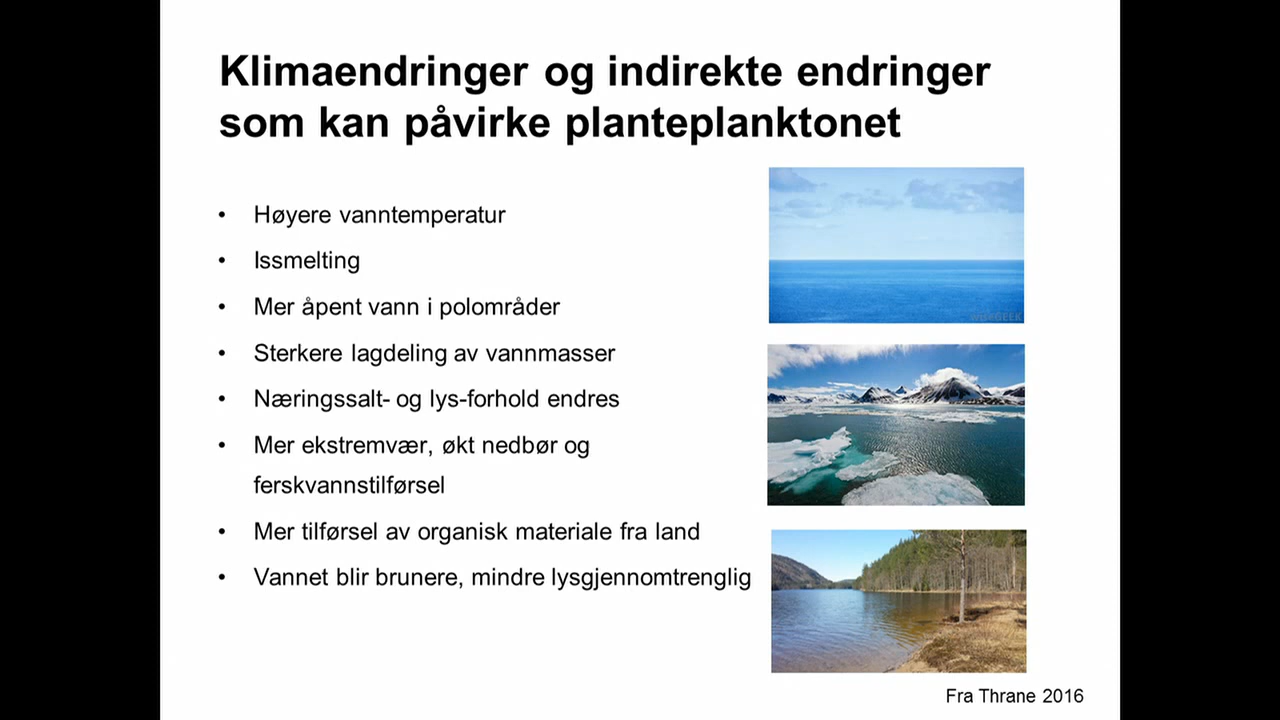 Klimaendringer og indirekte endringer
som kan påvirke planteplanktonet
• Høyere vanntemperatur
• Issmelting
• Mer åpent vann i polområder
• Sterkere lagdeling av vannmasser
• Næringssalt- og lys-forhold endres
• Mer ekstremvær, økt nedbør og
ferskvannstilførsel
• Mer tilførsel av organisk materiale fra land
• Vannet blir brunere, mindre lysgjennomtrenglig
wiseGEEK
Fra Thrane 2016